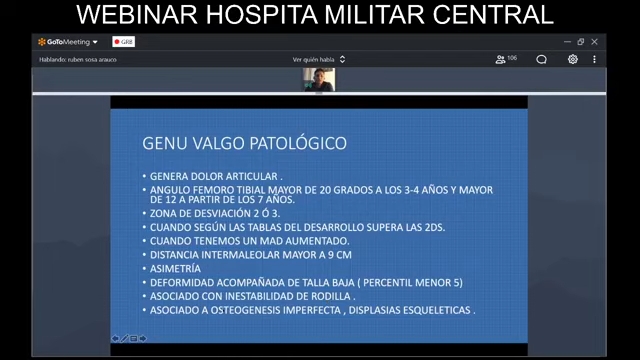 WEBINAR HOSPITA MILITAR CENTRAL
GoToMeeting
GRB
Hablando: ruben sosa arauco
Ver quién habla
106
GENU VALGO PATOLÓGICO
• GENERA DOLOR ARTICULAR .
• ANGULO FEMORO TIBIAL MAYOR DE 20 GRADOS A LOS 3-4 AÑOS Y MAYOR
DE 12 A PARTIR DE LOS 7 AÑOS.
• ZONA DE DESVIACIÓN 2 Ó 3.
• CUANDO SEGÚN LAS TABLAS DEL DESARROLLO SUPERA LAS 2DS.
• CUANDO TENEMOS UN MAD AUMENTADO.
• DISTANCIA INTERMALEOLAR MAYOR A 9 CM
• ASIMETRÍA
• DEFORMIDAD ACOMPAÑADA DE TALLA BAJA ( PERCENTIL MENOR 5)
• ASOCIADO CON INESTABILIDAD DE RODILLA .
• ASOCIADO A OSTEOGENESIS IMPERFECTA , DISPLASIAS ESQUELETICAS .